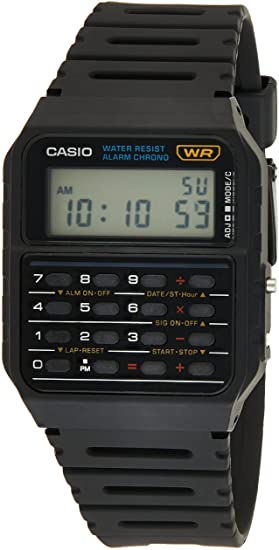 CASIO WATER RESIST WR
ALARM CHRONO
AM SU
10:10 59
ADJ MODE/C
7 8 9 ÷
▼ ALM ON-OFF DATE/ST-Hour ▲
4 5 6 ×
SIG ON-OFF ▲
1 2 3 −
▼ LAP-RESET START-STOP ▼
0 PM = +